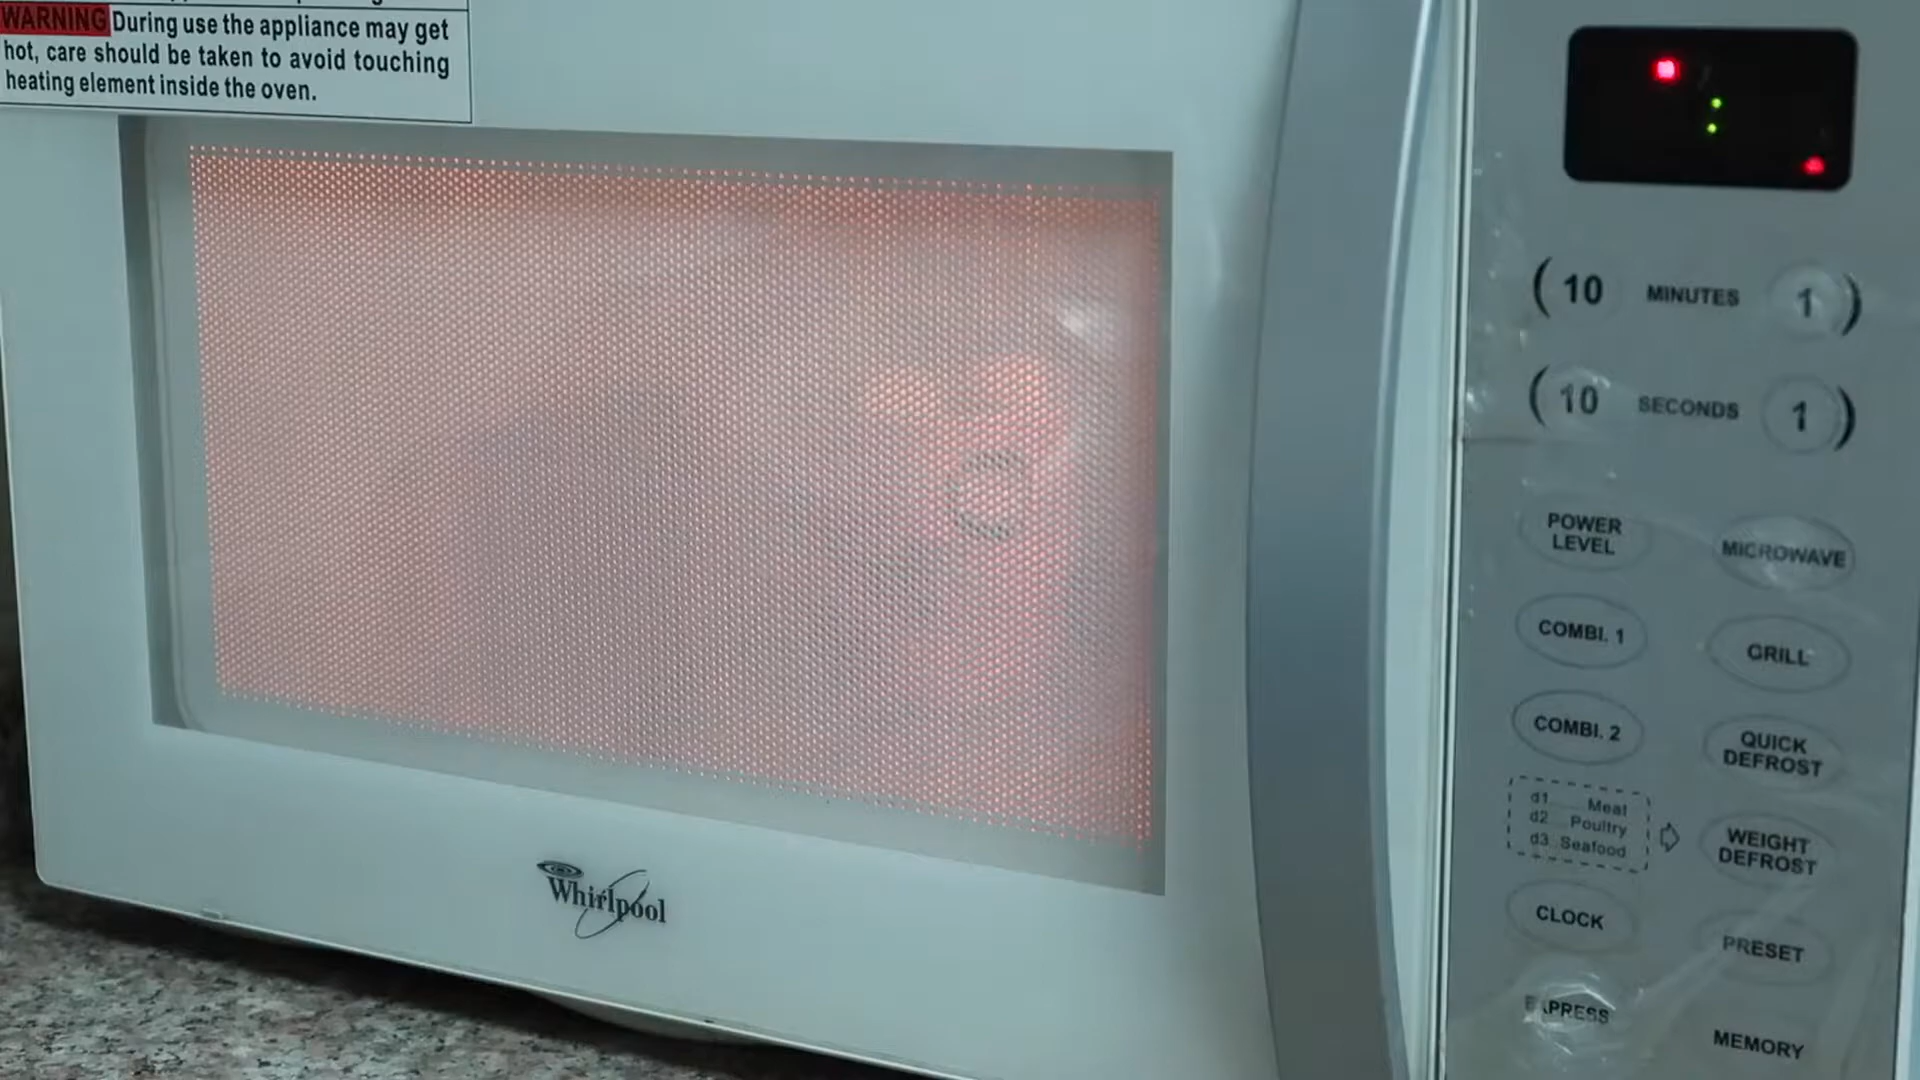 WARNING During use the appliance may get
hot, care should be taken to avoid touching
heating element inside the oven.
10 MINUTES 1
10 SECONDS 1
POWER
LEVEL
MICROWAVE
COMBI. 1
GRILL
COMBI. 2
QUICK
DEFROST
d1 Meat
d2 Poultry
d3 Seafood
WEIGHT
DEFROST
CLOCK
PRESET
EXPRESS
MEMORY
Whirlpool